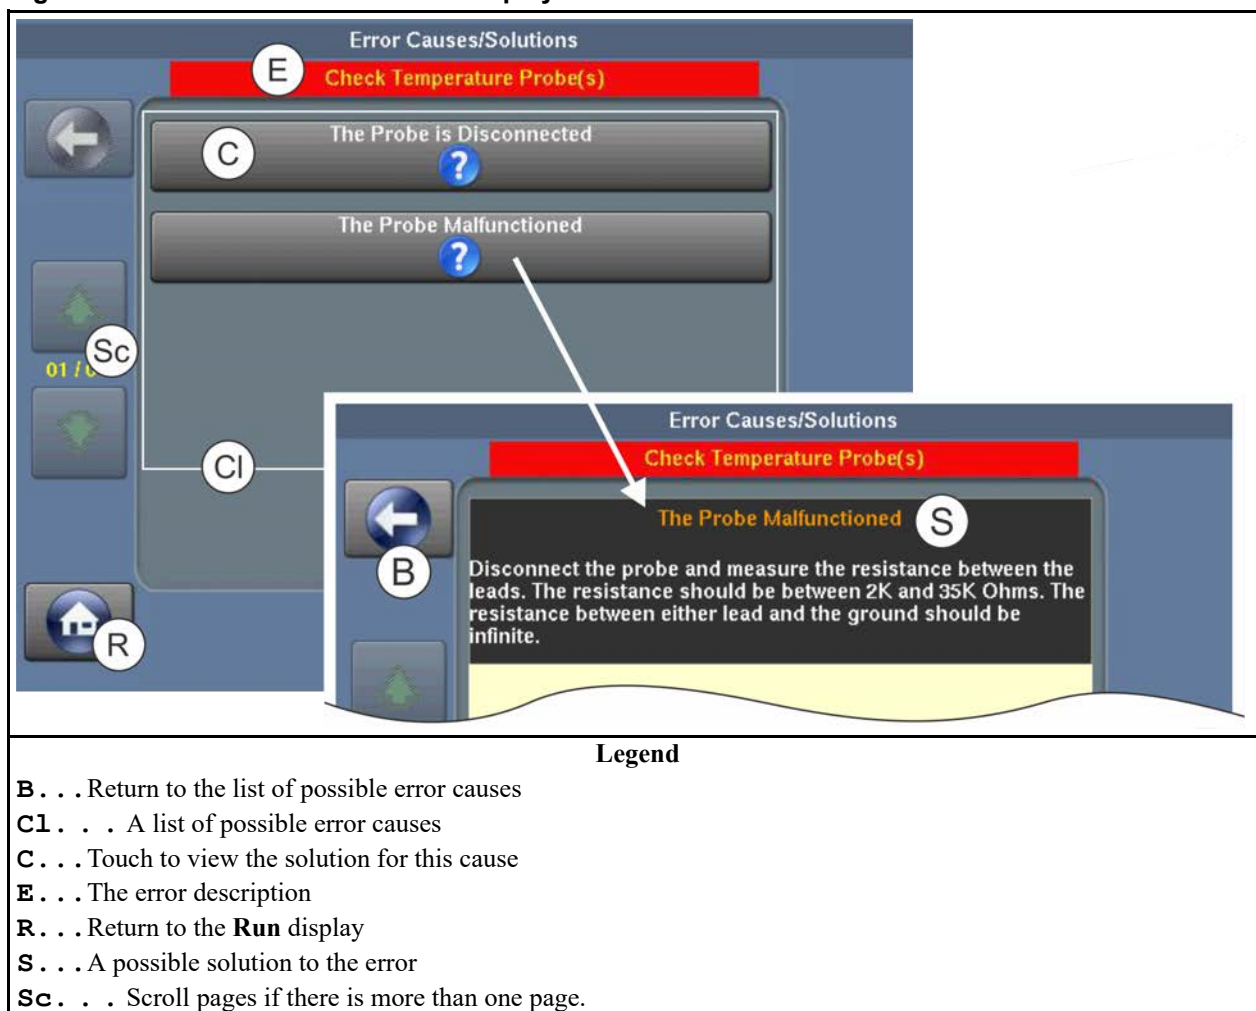 Error Causes/Solutions
E
Check Temperature Probe(s)
C
The Probe is Disconnected
?
The Probe Malfunctioned
?
Sc
01 /
Cl
R
Error Causes/Solutions
Check Temperature Probe(s)
The Probe Malfunctioned
S
B
Disconnect the probe and measure the resistance between the
leads. The resistance should be between 2K and 35K Ohms. The
resistance between either lead and the ground should be
infinite.
Legend
B...Return to the list of possible error causes
Cl... A list of possible error causes
C...Touch to view the solution for this cause
E...The error description
R...Return to the Run display
S...A possible solution to the error
Sc... Scroll pages if there is more than one page.